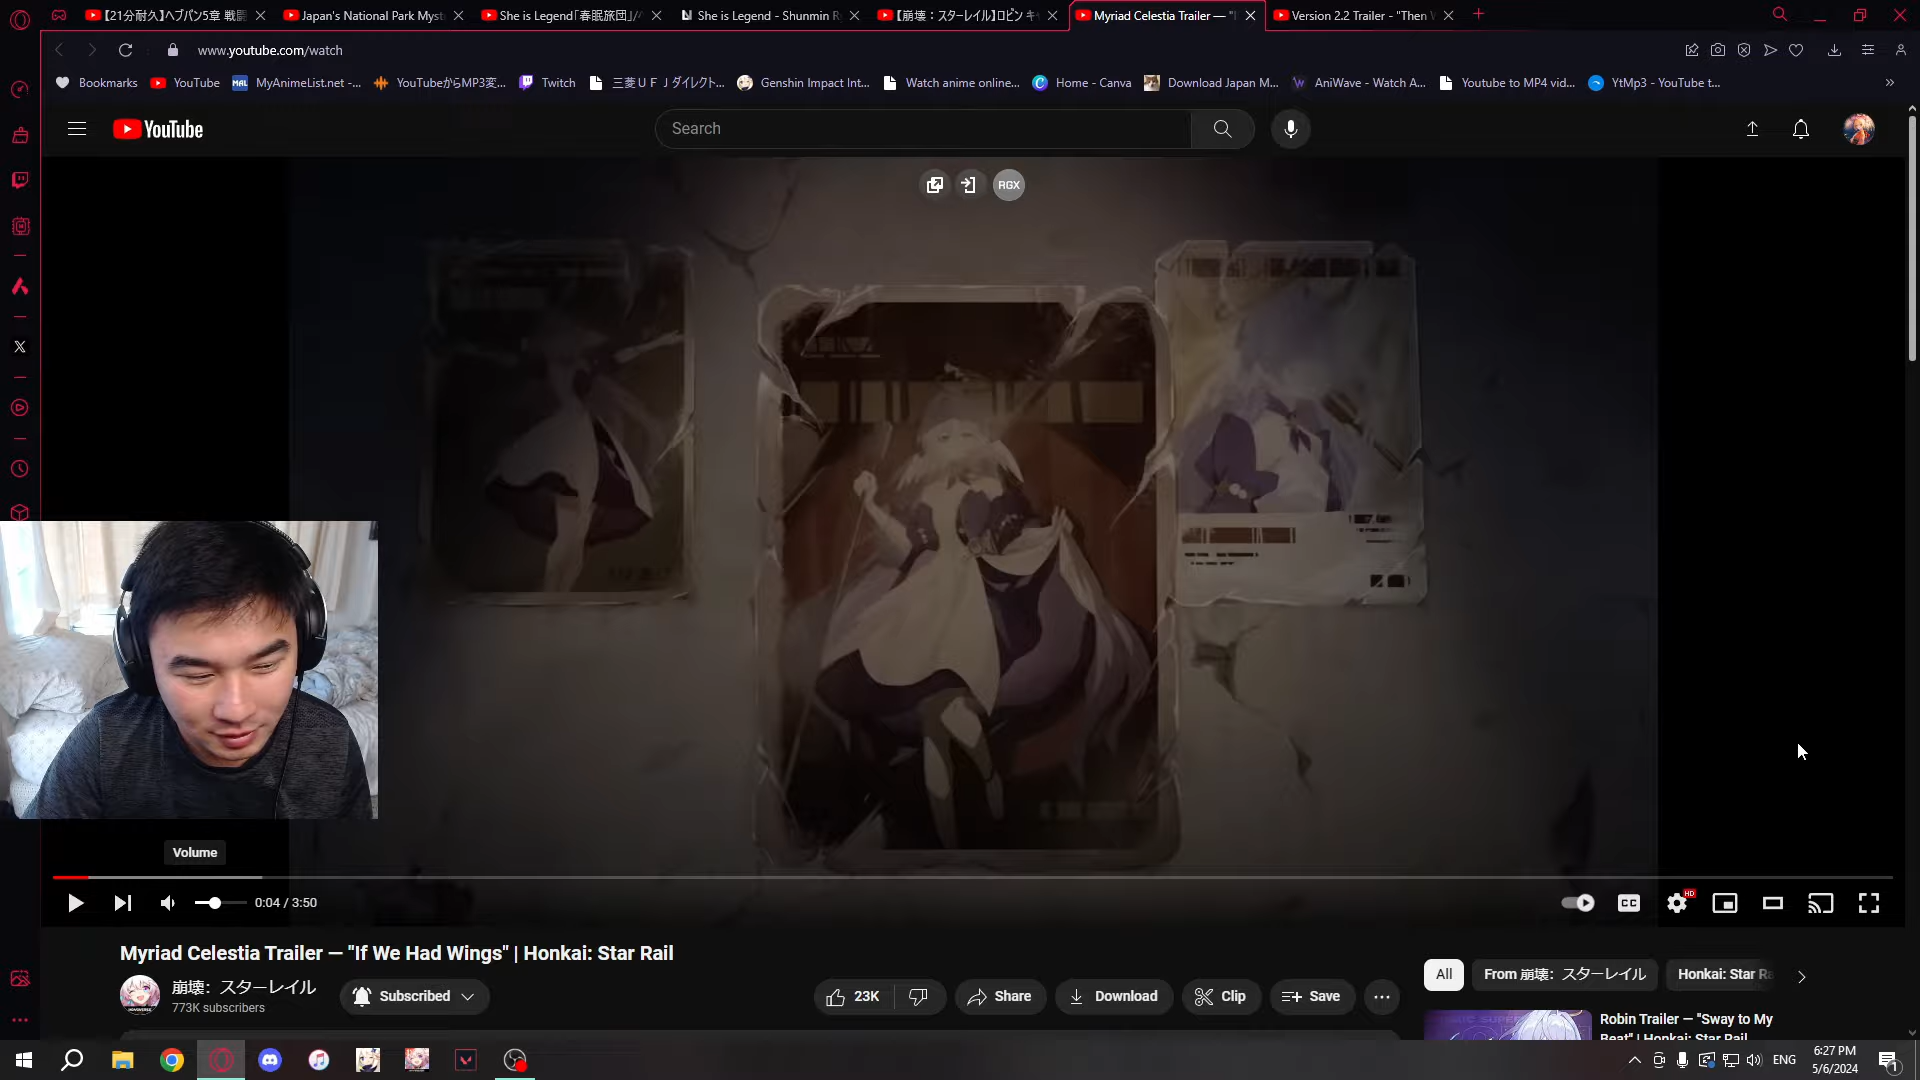 【21分耐久】ヘブバン5章 戦闘
Japan's National Park Myst
She is Legend「春眠旅団」/ヘ
She is Legend - Shunmin R
【崩壊：スターレイル】ロビン キャ
Myriad Celestia Trailer — "I
Version 2.2 Trailer - "Then W
www.youtube.com/watch
Bookmarks
YouTube
MyAnimeList.net -...
YouTubeからMP3変...
Twitch
三菱ＵＦＪダイレクト...
Genshin Impact Int...
Watch anime online...
Home - Canva
Download Japan M...
AniWave - Watch A...
Youtube to MP4 vid...
YtMp3 - YouTube t...
YouTube
Search
RGX
Volume
0:04 / 3:50
CC
HD
Myriad Celestia Trailer — "If We Had Wings" | Honkai: Star Rail
崩壊：スターレイル
773K subscribers
Subscribed
23K
Share
Download
Clip
Save
All
From 崩壊：スターレイル
Honkai: Star Ra
Robin Trailer — "Sway to My
Beat" | Honkai: Star Rail
ENG
6:27 PM
5/6/2024
1